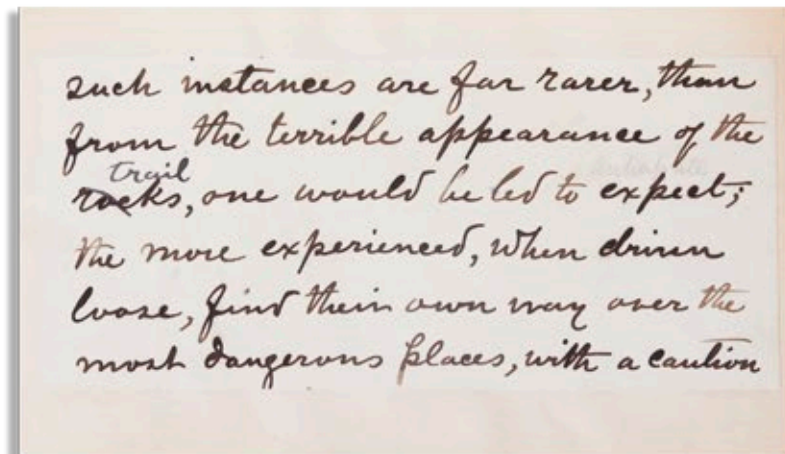 such instances are far rarer, than
from the terrible appearance of the
trail
rocks, one would be led to expect;
the more experienced, when driven
loose, find their own way over the
most dangerous places, with a caution